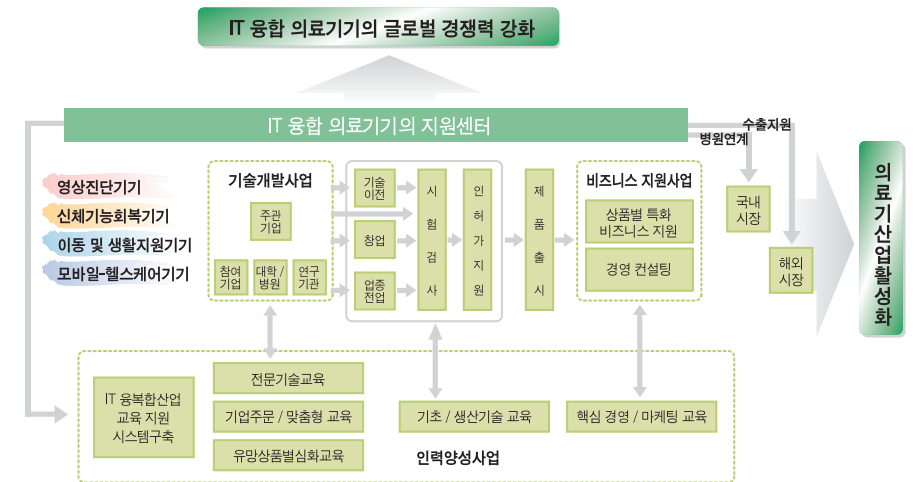 IT 융합 의료기기의 글로벌 경쟁력 강화
IT 융합 의료기기의 지원센터
수출지원
병원연계
영상진단기기
신체기능회복기기
이동 및 생활지원기기
모바일-헬스케어기기
기술개발사업
주관
기업
참여
기업
대학 /
병원
연구
기관
기술
이전
창업
업종
전업
시
험
검
사
인
허
가
지
원
제
품
출
시
비즈니스 지원사업
상품별 특화
비즈니스 지원
경영 컨설팅
국내
시장
해외
시장
의
료
기
산
업
활
성
화
IT 융복합산업
교육 지원
시스템구축
전문기술교육
기업주문 / 맞춤형 교육
유망상품별심화교육
기초 / 생산기술 교육
핵심 경영 / 마케팅 교육
인력양성사업